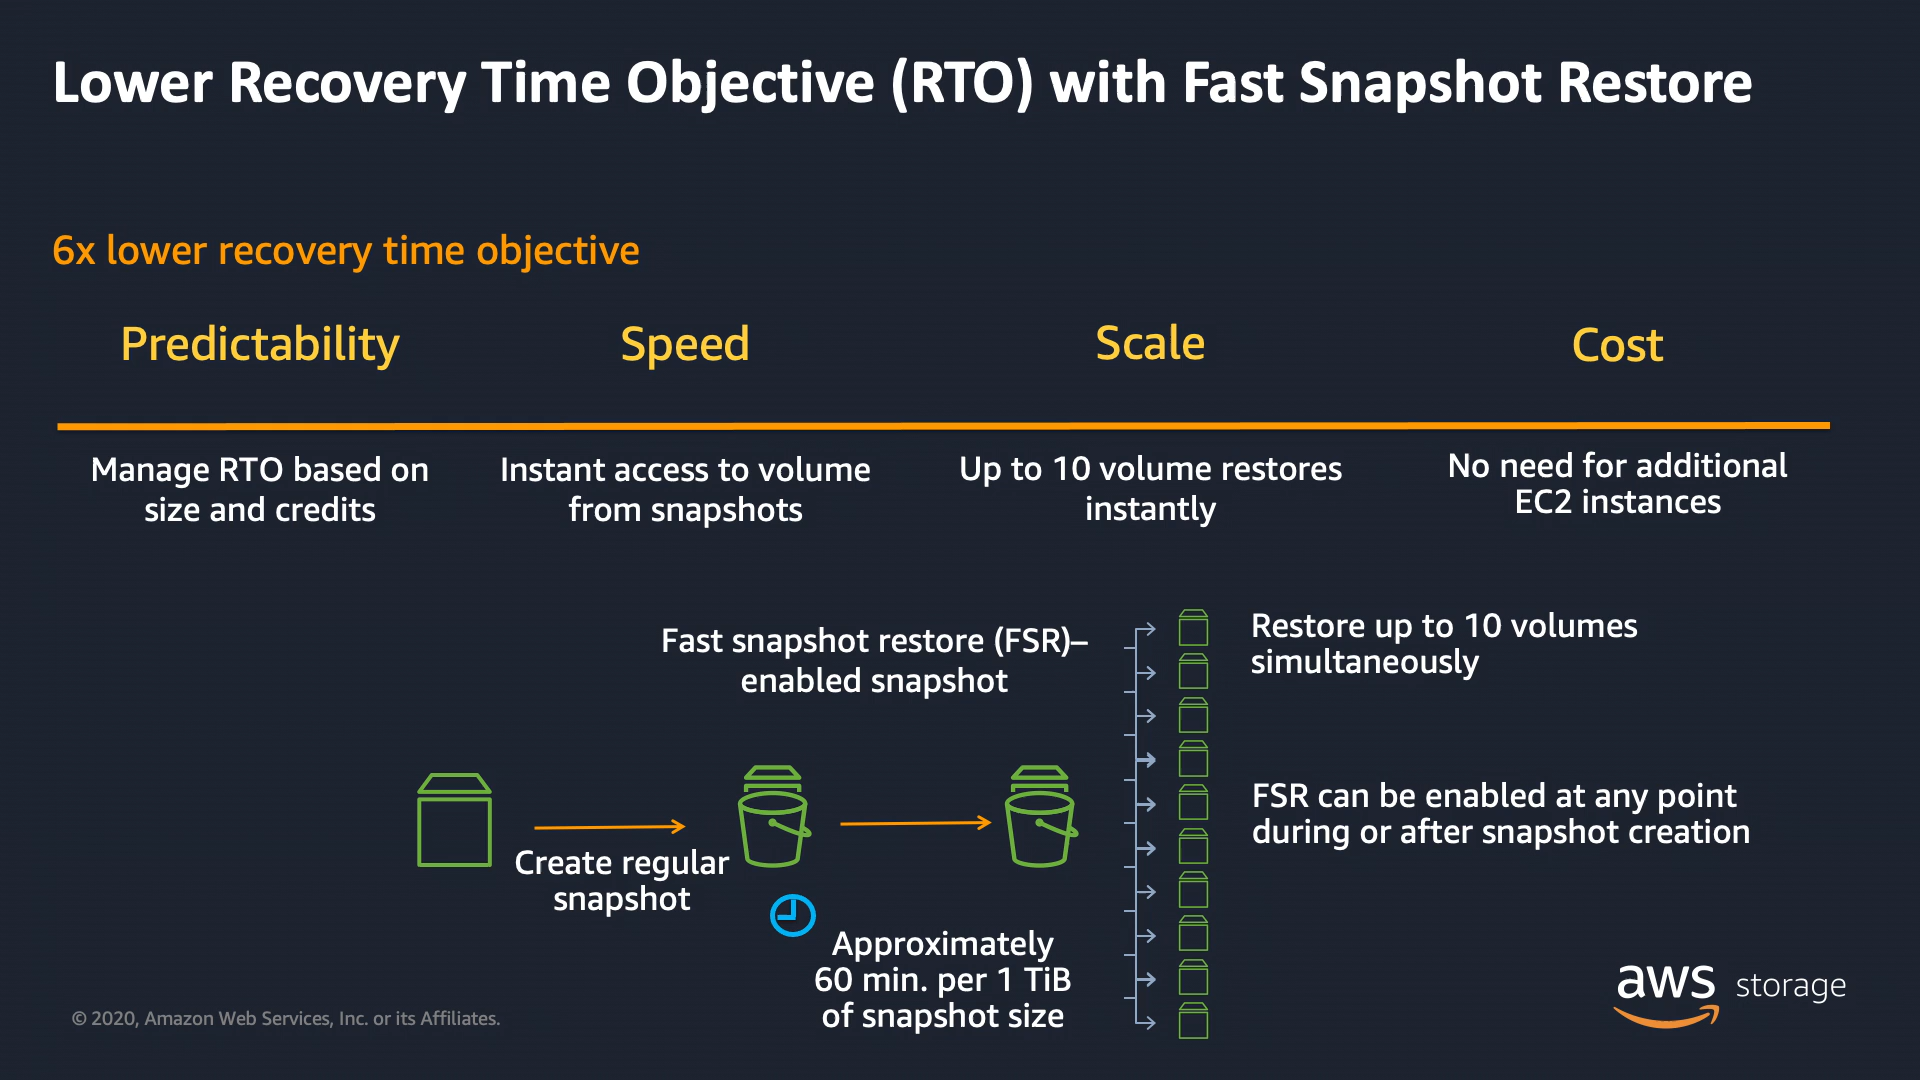 Lower Recovery Time Objective (RTO) with Fast Snapshot Restore
6x lower recovery time objective
Predictability
Speed
Scale
Cost
Manage RTO based on
size and credits
Instant access to volume
from snapshots
Up to 10 volume restores
instantly
No need for additional
EC2 instances
Fast snapshot restore (FSR)–
enabled snapshot
Restore up to 10 volumes
simultaneously
FSR can be enabled at any point
during or after snapshot creation
Create regular
snapshot
Approximately
60 min. per 1 TiB
of snapshot size
© 2020, Amazon Web Services, Inc. or its Affiliates.
aws storage